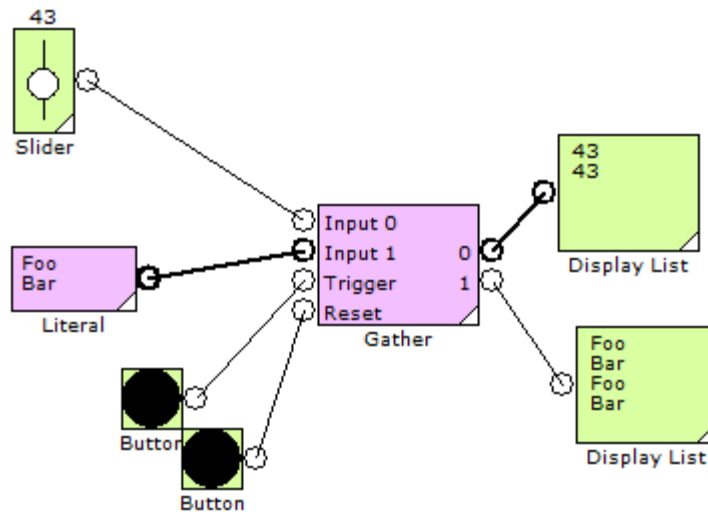 43
Slider
43
43
Display List
Input 0
Input 1 0
Trigger 1
Reset
Gather
Foo
Bar
Literal
Foo
Bar
Foo
Bar
Display List
Button
Button